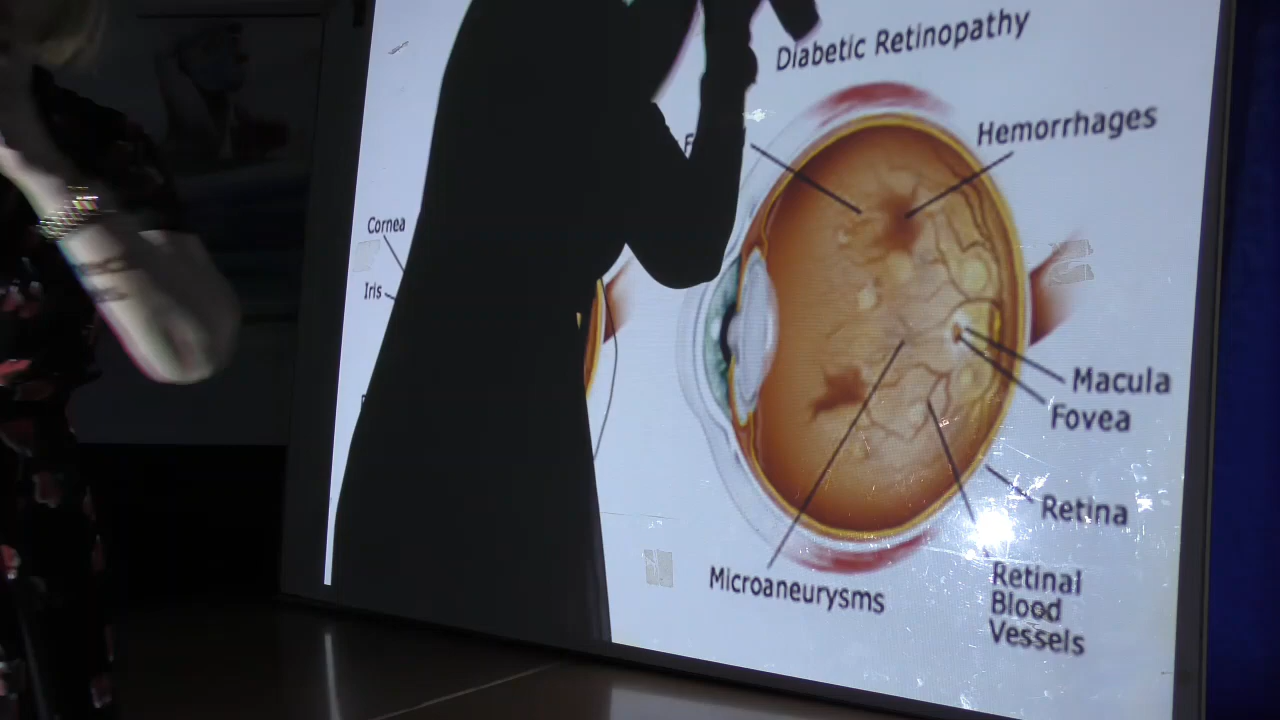 Diabetic Retinopathy
Hemorrhages
Cornea
Iris
Macula
Fovea
Retina
Microaneurysms
Retinal
Blood
Vessels